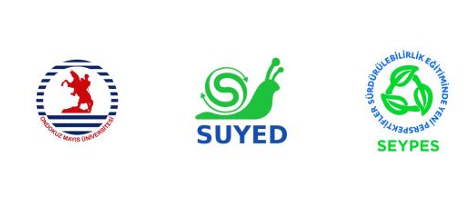 ONDOKUZ MAYIS ÜNİVERSİTESİ
S
SUYED
SÜRDÜRÜLEBİLİRLİK EĞİTİMİNDE YENİ PERSPEKTİFLER
SEYPES